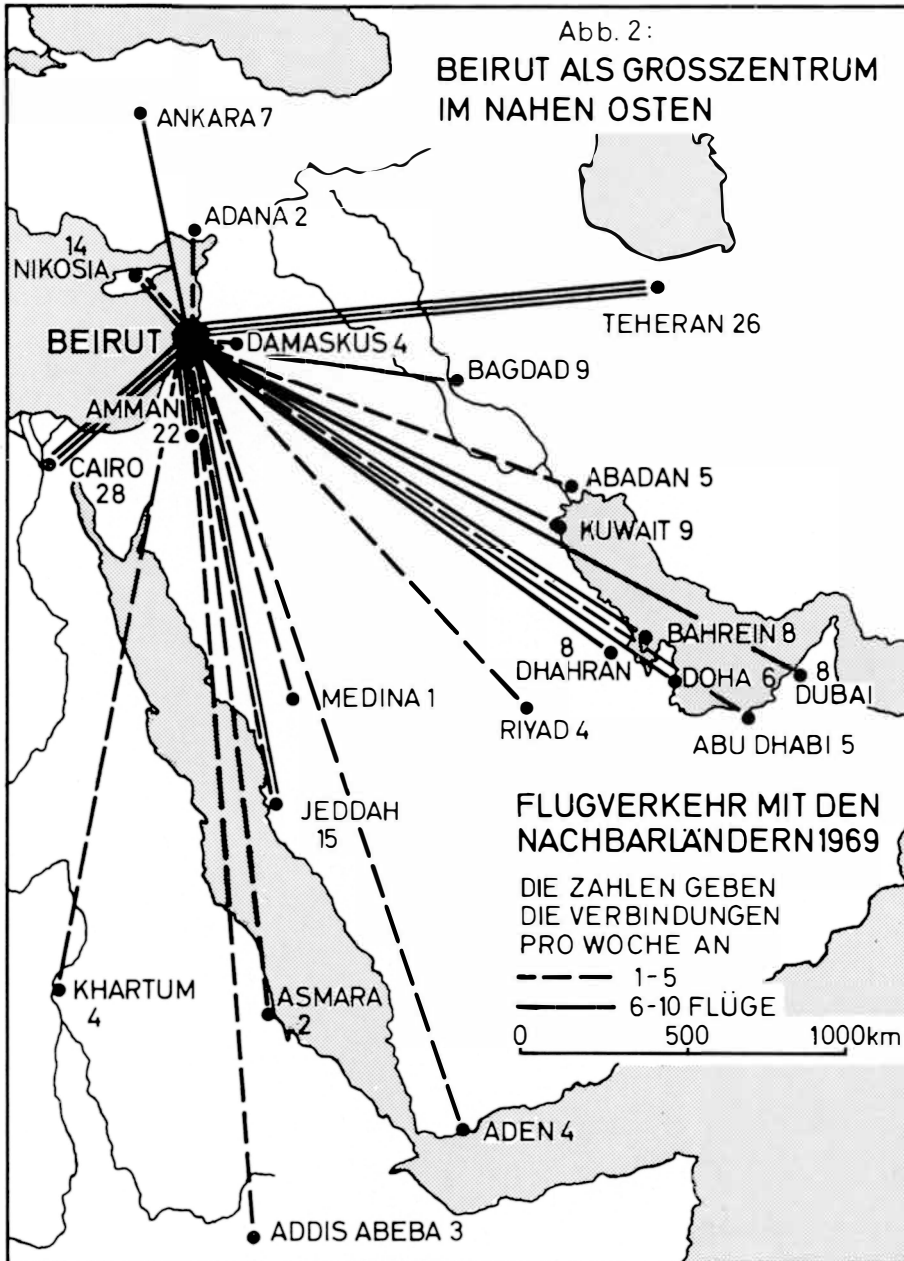 Abb. 2:
BEIRUT ALS GROSSZENTRUM
IM NAHEN OSTEN
ANKARA 7
ADANA 2
14
NIKOSIA
TEHERAN 26
BEIRUT
DAMASKUS 4
BAGDAD 9
AMMAN
22
CAIRO
28
ABADAN 5
KUWAIT 9
BAHREIN 8
8
DHAHRAN
DOHA 6
8
DUBAI
MEDINA 1
RIYAD 4
ABU DHABI 5
JEDDAH
15
FLUGVERKEHR MIT DEN
NACHBARLÄNDERN 1969
DIE ZAHLEN GEBEN
DIE VERBINDUNGEN
PRO WOCHE AN
1-5
6-10 FLÜGE
0 500 1000km
KHARTUM
4
ASMARA
2
ADEN 4
ADDIS ABEBA 3